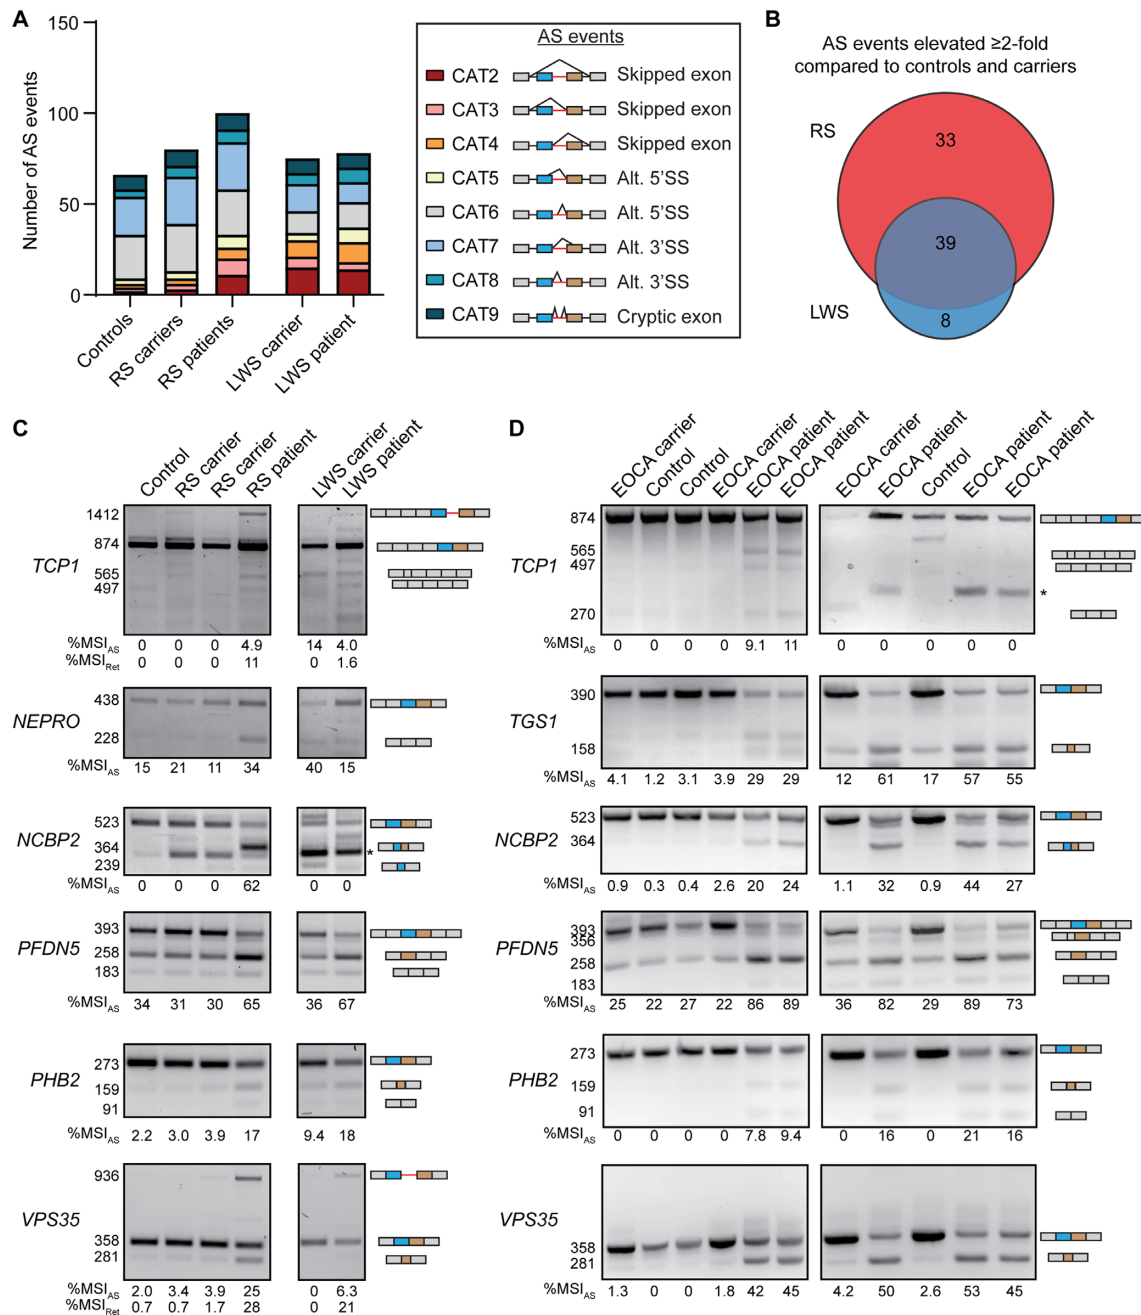 A
150
100
50
0
Number of AS events
Controls
RS carriers
RS patients
LWS carrier
LWS patient
AS events
CAT2 Skipped exon
CAT3 Skipped exon
CAT4 Skipped exon
CAT5 Alt. 5'SS
CAT6 Alt. 5'SS
CAT7 Alt. 3'SS
CAT8 Alt. 3'SS
CAT9 Cryptic exon
B
AS events elevated ≥2-fold
compared to controls and carriers
RS
33
39
LWS
8
C
Control
RS carrier
RS carrier
RS patient
LWS carrier
LWS patient
TCP1
1412
874
565
497
%MSIAS 0 0 0 4.9 14 4.0
%MSIRet 0 0 0 11 0 1.6
NEPRO
438
228
%MSIAS 15 21 11 34 40 15
NCBP2
523
364
239
*
%MSIAS 0 0 0 62 0 0
PFDN5
393
258
183
%MSIAS 34 31 30 65 36 67
PHB2
273
159
91
%MSIAS 2.2 3.0 3.9 17 9.4 18
VPS35
936
358
281
%MSIAS 2.0 3.4 3.9 25 0 6.3
%MSIRet 0.7 0.7 1.7 28 0 21
D
EOCA carrier
Control
Control
EOCA carrier
EOCA patient
EOCA patient
EOCA carrier
EOCA patient
Control
EOCA patient
EOCA patient
TCP1
874
565
497
270
*
%MSIAS 0 0 0 0 9.1 11 0 0 0 0 0
TGS1
390
158
%MSIAS 4.1 1.2 3.1 3.9 29 29 12 61 17 57 55
NCBP2
523
364
%MSIAS 0.9 0.3 0.4 2.6 20 24 1.1 32 0.9 44 27
PFDN5
393
356
258
183
%MSIAS 25 22 27 22 86 89 36 82 29 89 73
PHB2
273
159
91
%MSIAS 0 0 0 0 7.8 9.4 0 16 0 21 16
VPS35
358
281
%MSIAS 1.3 0 0 1.8 42 45 4.2 50 2.6 53 45